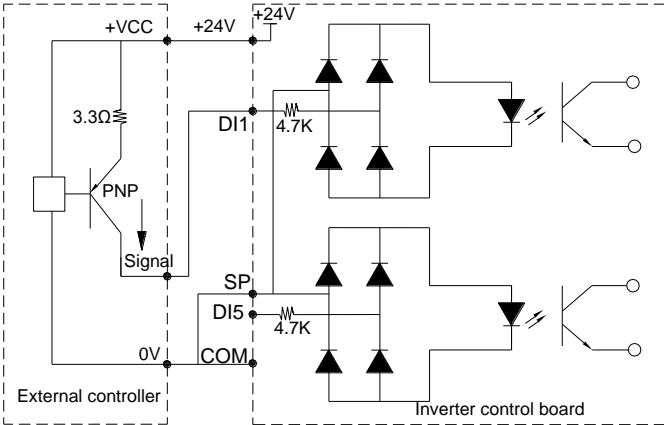 +VCC
+24V
+24V
3.3Ω
DI1
4.7K
PNP
Signal
SP
DI5
4.7K
0V
COM
External controller
Inverter control board